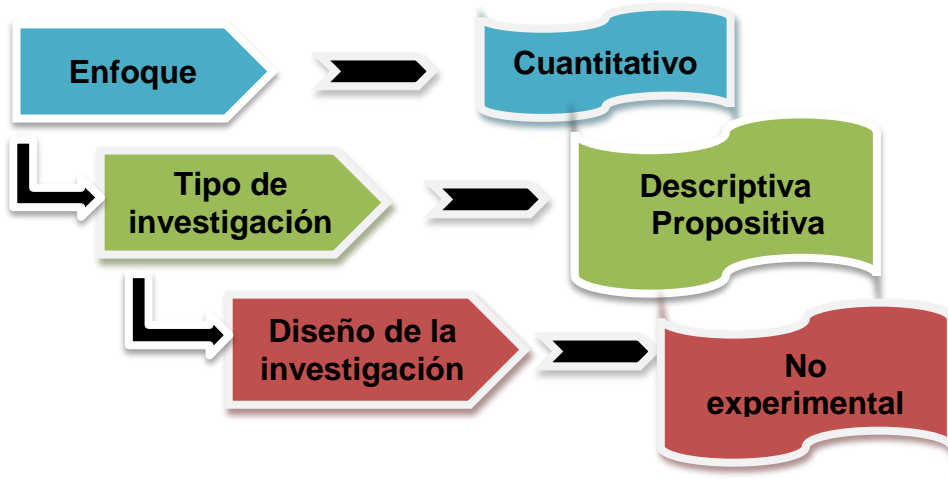 Enfoque
Cuantitativo
Tipo de
investigación
Descriptiva
Propositiva
Diseño de la
investigación
No
experimental